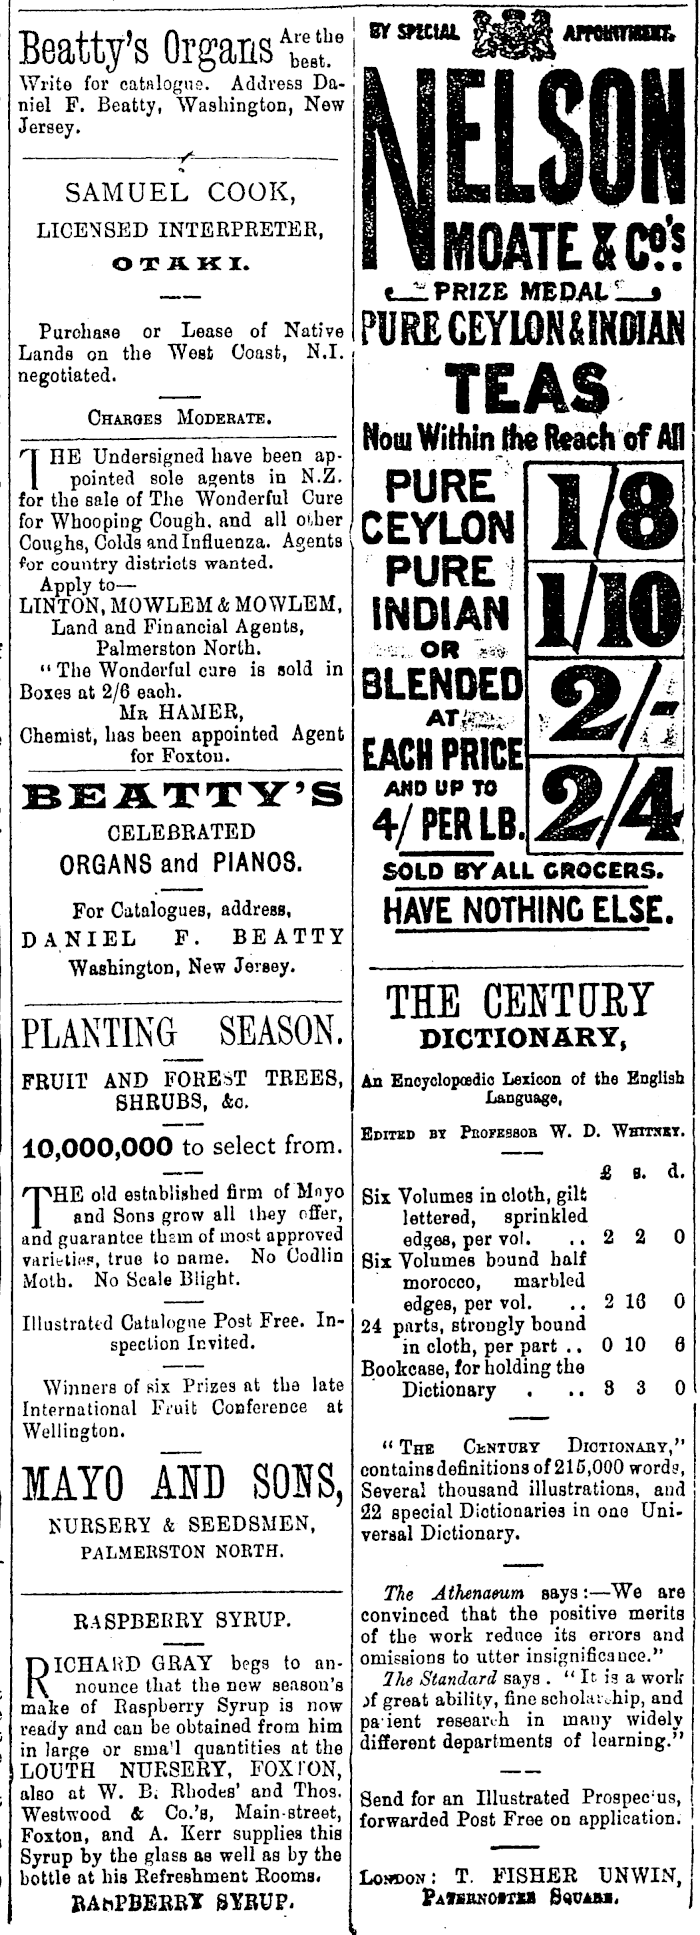 Beatty's Organs Are the
best.
Write for catalogue. Address Da-
niel F. Beatty, Washington, New
Jersey.
SAMUEL COOK,
LICENSED INTERPRETER,
OTAKI.
Purchase or Lease of Native
Lands on the West Coast, N.I.
negotiated.
CHARGES MODERATE.
THE Undersigned have been ap-
pointed sole agents in N.Z.
for the sale of The Wonderful Cure
for Whooping Cough, and all other
Coughs, Colds and Influenza. Agents
for country districts wanted.
Apply to—
LINTON, MOWLEM & MOWLEM,
Land and Financial Agents,
Palmerston North.
"The Wonderful cure is sold in
Boxes at 2/6 each.
MR HAMER,
Chemist, has been appointed Agent
for Foxton.
BEATTY'S
CELEBRATED
ORGANS and PIANOS.
For Catalogues, address,
DANIEL F. BEATTY
Washington, New Jersey.
PLANTING SEASON.
FRUIT AND FOREST TREES,
SHRUBS, &c.
10,000,000 to select from.
THE old established firm of Mayo
and Sons grow all they offer,
and guarantee them of most approved
varieties, true to name. No Codlin
Moth. No Scale Blight.
Illustrated Catalogue Post Free. In-
spection Invited.
Winners of six Prizes at the late
International Fruit Conference at
Wellington.
MAYO AND SONS,
NURSERY & SEEDSMEN,
PALMERSTON NORTH.
RASPBERRY SYRUP.
RICHARD GRAY begs to an-
nounce that the new season's
make of Raspberry Syrup is now
ready and can be obtained from him
in large or small quantities at the
LOUTH NURSERY, FOXTON,
also at W. B. Rhodes' and Thos.
Westwood & Co.'s, Main-street,
Foxton, and A. Kerr supplies this
Syrup by the glass as well as by the
bottle at his Refreshment Rooms.
RASPBERRY SYRUP.
BY SPECIAL APPOINTMENT.
NELSON
MOATE & CO'S.
PRIZE MEDAL
PURE CEYLON & INDIAN
TEAS
Now Within the Reach of All
PURE
CEYLON 1/8
PURE
INDIAN 1/10
OR
BLENDED 2/-
AT
EACH PRICE
AND UP TO 2/4
4/ PER LB.
SOLD BY ALL GROCERS.
HAVE NOTHING ELSE.
THE CENTURY
DICTIONARY,
An Encyclopœdic Lexicon of the English
Language,
EDITED BY PROFESSOR W. D. WHITNEY.
£ s. d.
Six Volumes in cloth, gilt
lettered, sprinkled
edges, per vol. .. 2 2 0
Six Volumes bound half
morocco, marbled
edges, per vol. .. 2 16 0
24 parts, strongly bound
in cloth, per part .. 0 10 6
Bookcase, for holding the
Dictionary . .. 3 3 0
"THE CENTURY DICTIONARY,"
contains definitions of 215,000 words,
Several thousand illustrations, and
22 special Dictionaries in one Uni-
versal Dictionary.
The Athenaeum says:—We are
convinced that the positive merits
of the work reduce its errors and
omissions to utter insignificance."
The Standard says. "It is a work
of great ability, fine scholarship, and
patient research in many widely
different departments of learning."
Send for an Illustrated Prospectus,
forwarded Post Free on application.
LONDON: T. FISHER UNWIN,
PATERNOSTER SQUARE.